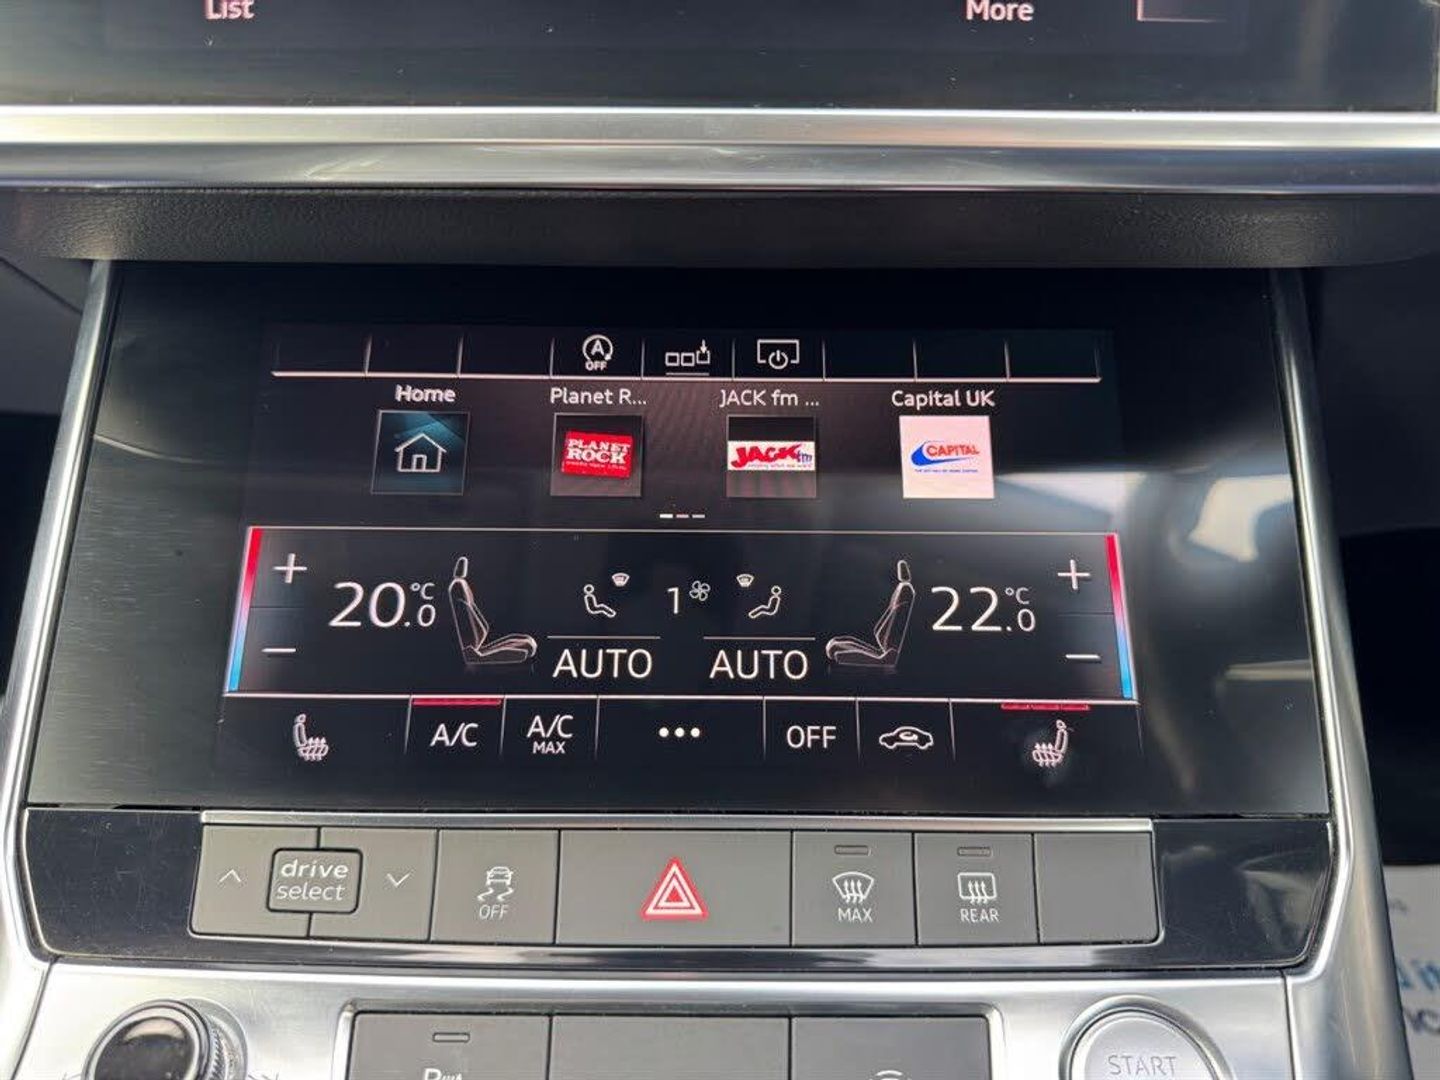 List More
OFF
Home Planet R... JACK fm ... Capital UK
PLANET
ROCK
JACK fm
CAPITAL
20.0 °C 1 22.0 °C
AUTO AUTO
A/C A/C MAX ... OFF
drive
select
OFF MAX REAR
START